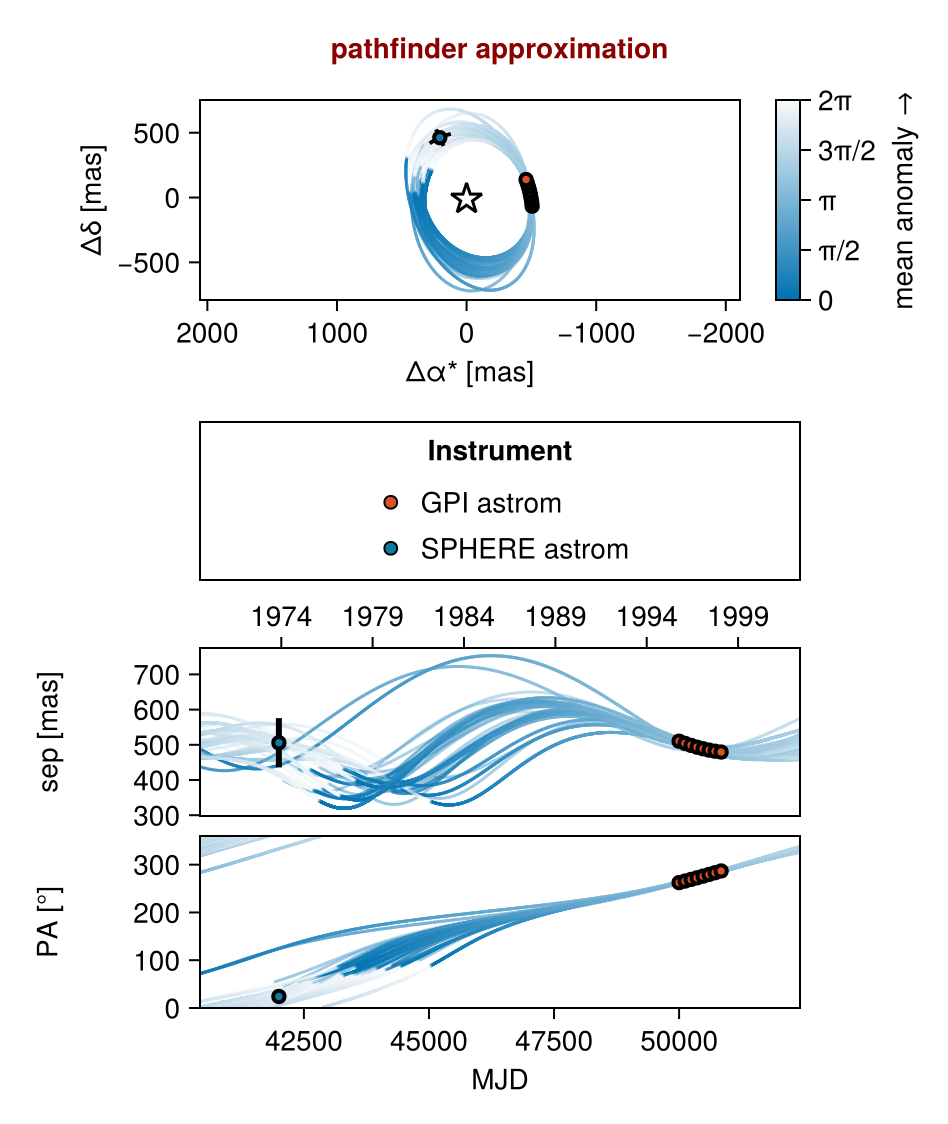 pathfinder approximation
Δδ [mas]
500
0
−500
2000 1000 0 −1000 −2000
Δα* [mas]
2π
3π/2
π
π/2
0
mean anomaly →
Instrument
GPI astrom
SPHERE astrom
1974 1979 1984 1989 1994 1999
sep [mas]
700
600
500
400
300
PA [°]
300
200
100
0
42500 45000 47500 50000
MJD